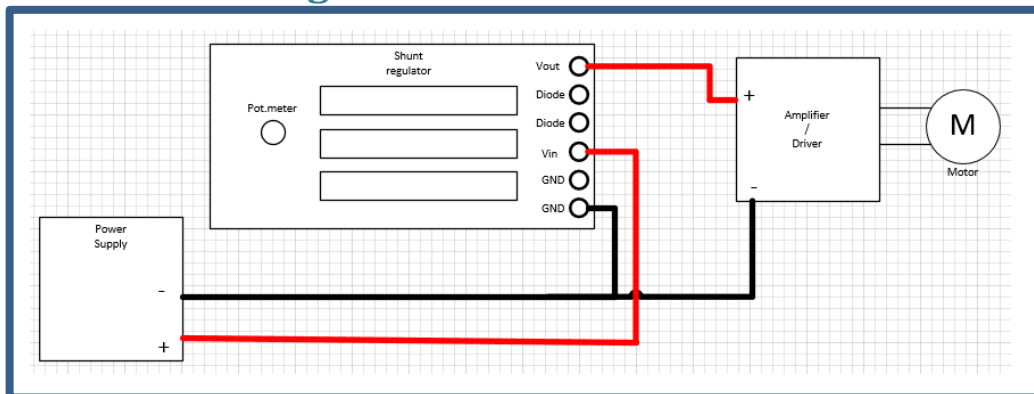 Shunt
regulator
Pot.meter
Vout
Diode
Diode
Vin
GND
GND
+
Amplifier
/
Driver
-
M
Motor
Power
Supply
-
+